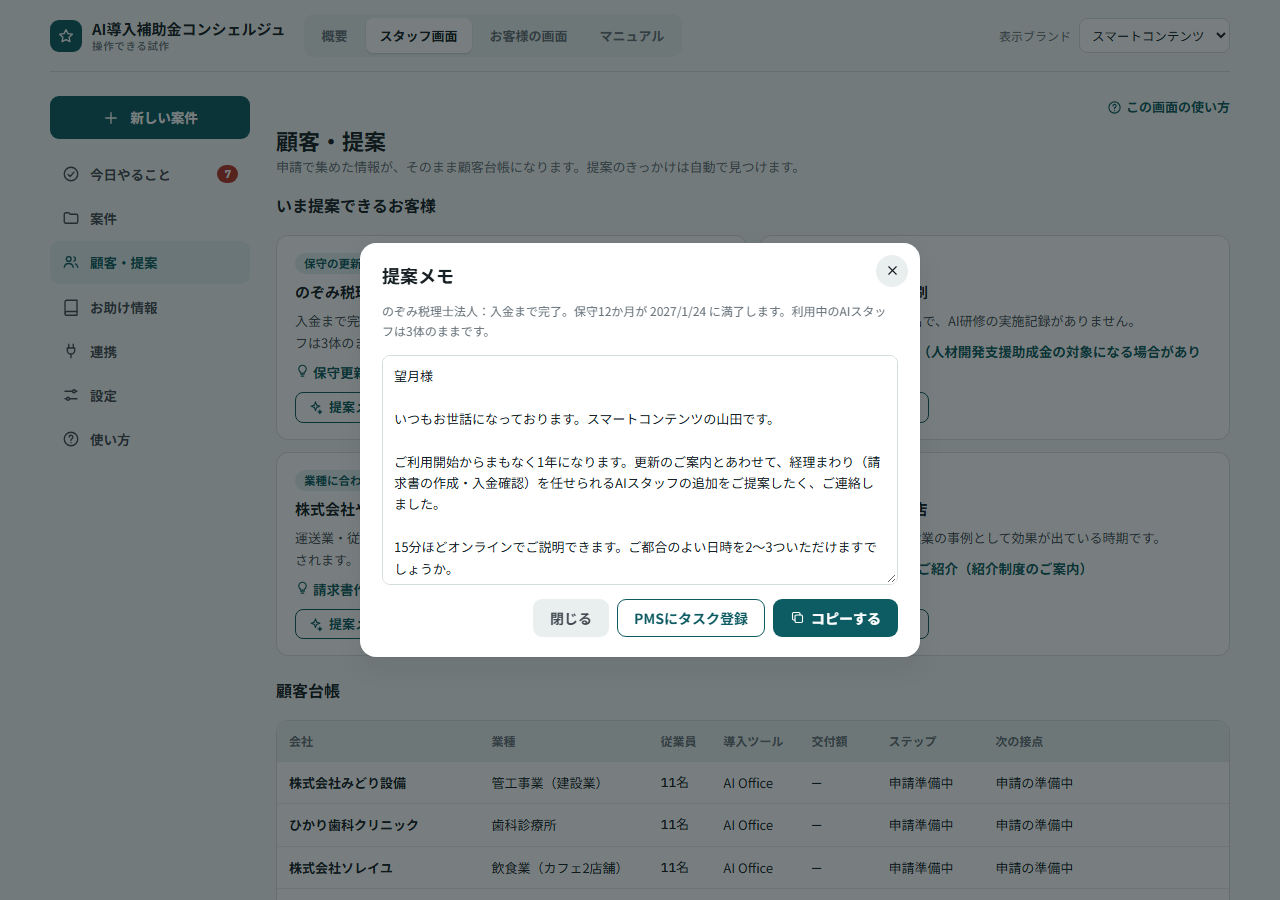 AI導入補助金コンシェルジュ
操作できる試作
概要
スタッフ画面
お客様の画面
マニュアル
表示ブランド
スマートコンテンツ
新しい案件
今日やること
7
案件
顧客・提案
お助け情報
連携
設定
使い方
この画面の使い方
顧客・提案
申請で集めた情報が、そのまま顧客台帳になります。提案のきっかけは自動で見つけます。
いま提案できるお客様
保守の更新
のぞみ税
入金まで完
フは3体のま
保守更新
提案
で、AI研修の実施記録がありません。
（人材開発支援助成金の対象になる場合があり
業種に合わ
株式会社
運送業・従
されます。
請求書
提案
店
業の事例として効果が出ている時期です。
ご紹介（紹介制度のご案内）
提案メモ
のぞみ税理士法人：入金まで完了。保守12か月が 2027/1/24 に満了します。利用中のAIスタッ
フは3体のままです。
望月様
いつもお世話になっております。スマートコンテンツの山田です。
ご利用開始からまもなく1年になります。更新のご案内とあわせて、経理まわり（請
求書の作成・入金確認）を任せられるAIスタッフの追加をご提案したく、ご連絡し
ました。
15分ほどオンラインでご説明できます。ご都合のよい日時を2〜3ついただけますで
しょうか。
閉じる
PMSにタスク登録
コピーする
顧客台帳
会社 業種 従業員 導入ツール 交付額 ステップ 次の接点
株式会社みどり設備 管工事業（建設業） 11名 AI Office — 申請準備中 申請の準備中
ひかり歯科クリニック 歯科診療所 11名 AI Office — 申請準備中 申請の準備中
株式会社ソレイユ 飲食業（カフェ2店舗） 11名 AI Office — 申請準備中 申請の準備中